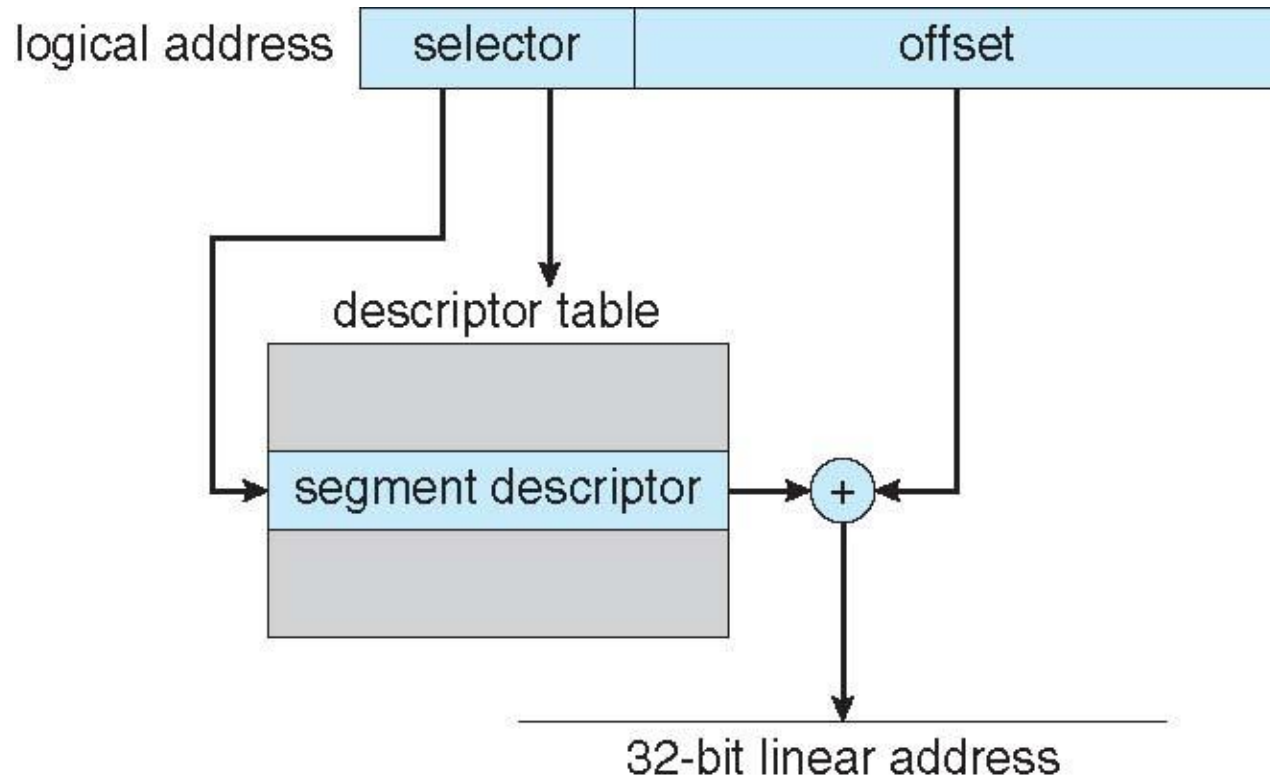 logical address selector offset
descriptor table
segment descriptor +
32-bit linear address